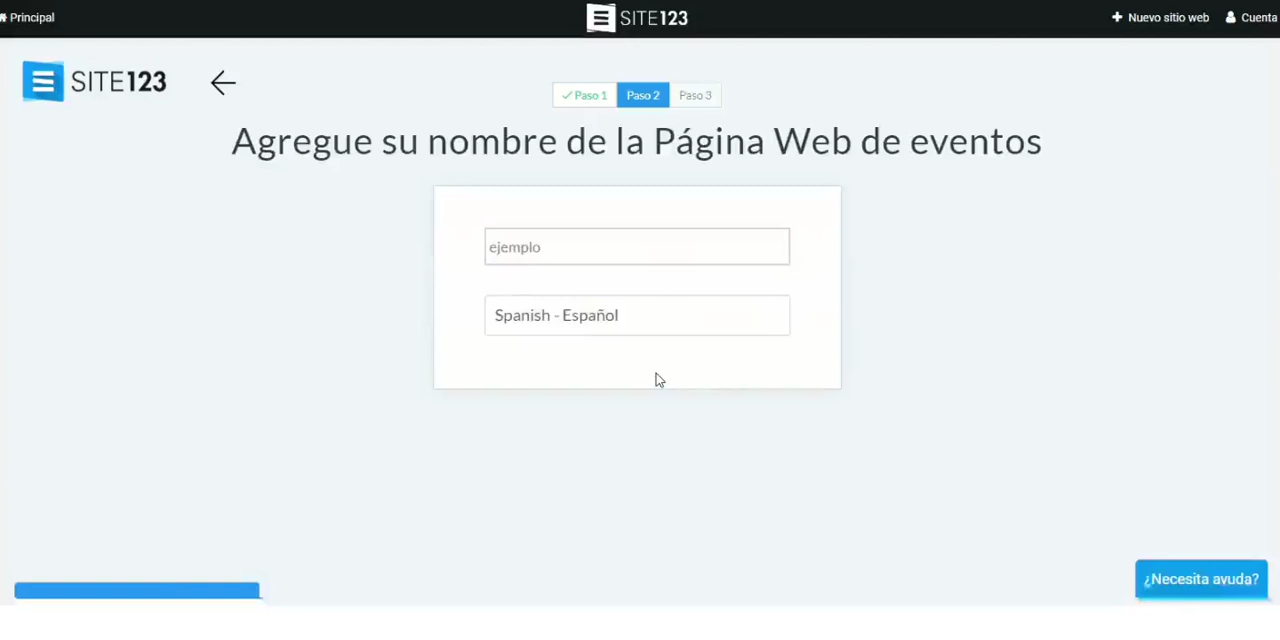 Principal
SITE123
Nuevo sitio web
Cuenta
SITE123
Paso 1
Paso 2
Paso 3
Agregue su nombre de la Página Web de eventos
ejemplo
Spanish - Español
¿Necesita ayuda?